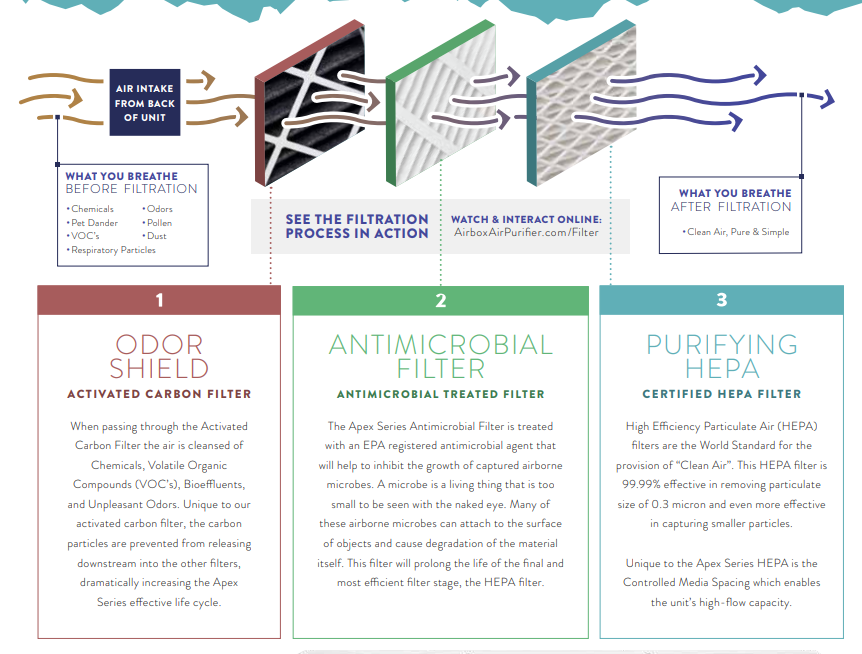 AIR INTAKE
FROM BACK
OF UNIT
WHAT YOU BREATHE
BEFORE FILTRATION
•Chemicals
•Odors
•Pet Dander
•Pollen
•VOC's
•Dust
•Respiratory Particles
SEE THE FILTRATION
PROCESS IN ACTION
WATCH & INTERACT ONLINE:
AirboxAirPurifier.com/Filter
WHAT YOU BREATHE
AFTER FILTRATION
•Clean Air, Pure & Simple
1
ODOR
SHIELD
ACTIVATED CARBON FILTER
When passing through the Activated
Carbon Filter the air is cleansed of
Chemicals, Volatile Organic
Compounds (VOC's), Bioeffluents,
and Unpleasant Odors. Unique to our
activated carbon filter, the carbon
particles are prevented from releasing
downstream into the other filters,
dramatically increasing the Apex
Series effective life cycle.
2
ANTIMICROBIAL
FILTER
ANTIMICROBIAL TREATED FILTER
The Apex Series Antimicrobial Filter is treated
with an EPA registered antimicrobial agent that
will help to inhibit the growth of captured airborne
microbes. A microbe is a living thing that is too
small to be seen with the naked eye. Many of
these airborne microbes can attach to the surface
of objects and cause degradation of the material
itself. This filter will prolong the life of the final and
most efficient filter stage, the HEPA filter.
3
PURIFYING
HEPA
CERTIFIED HEPA FILTER
High Efficiency Particulate Air (HEPA)
filters are the World Standard for the
provision of "Clean Air". This HEPA filter is
99.99% effective in removing particulate
size of 0.3 micron and even more effective
in capturing smaller particles.
Unique to the Apex Series HEPA is the
Controlled Media Spacing which enables
the unit's high-flow capacity.